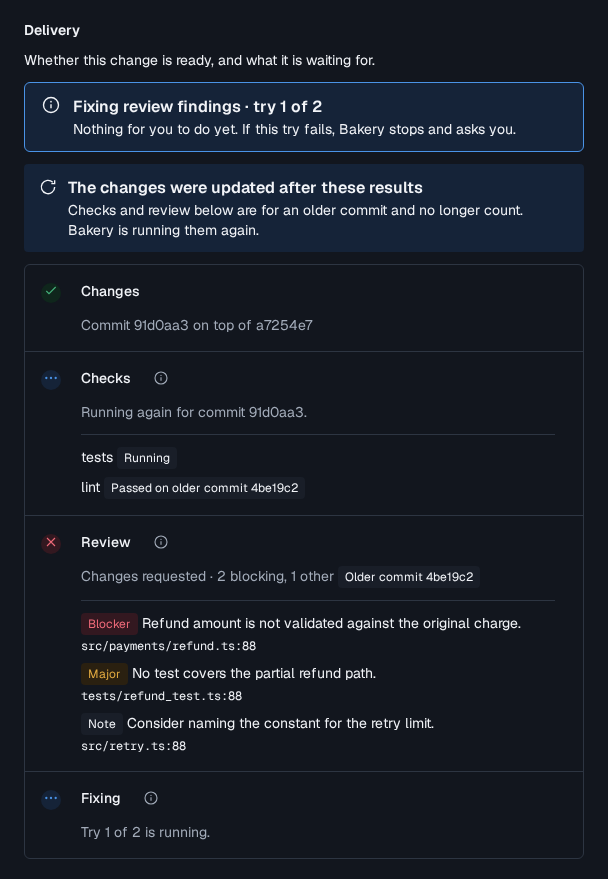 Delivery
Whether this change is ready, and what it is waiting for.
Fixing review findings · try 1 of 2
Nothing for you to do yet. If this try fails, Bakery stops and asks you.
The changes were updated after these results
Checks and review below are for an older commit and no longer count.
Bakery is running them again.
Changes
Commit 91d0aa3 on top of a7254e7
Checks
Running again for commit 91d0aa3.
tests Running
lint Passed on older commit 4be19c2
Review
Changes requested · 2 blocking, 1 other Older commit 4be19c2
Blocker Refund amount is not validated against the original charge.
src/payments/refund.ts:88
Major No test covers the partial refund path.
tests/refund_test.ts:88
Note Consider naming the constant for the retry limit.
src/retry.ts:88
Fixing
Try 1 of 2 is running.